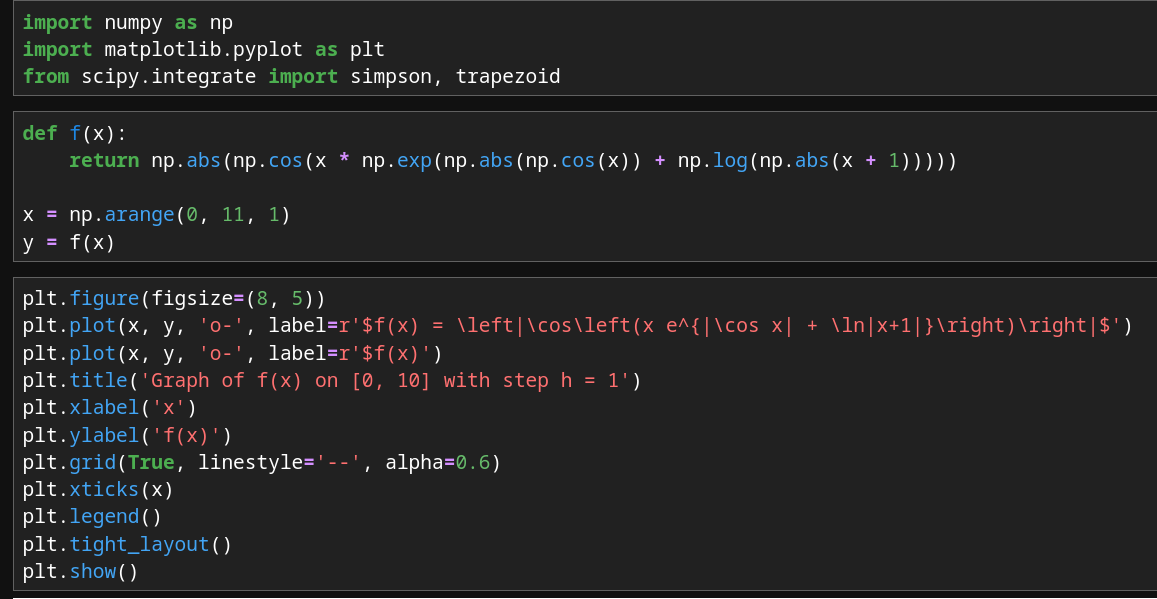 import numpy as np
import matplotlib.pyplot as plt
from scipy.integrate import simpson, trapezoid
def f(x):
    return np.abs(np.cos(x * np.exp(np.abs(np.cos(x)) + np.log(np.abs(x + 1)))))
x = np.arange(0, 11, 1)
y = f(x)
plt.figure(figsize=(8, 5))
plt.plot(x, y, 'o-', label=r'$f(x) = \left|\cos\left(x e^{|\cos x| + \ln|x+1|}\right)\right|$')
plt.plot(x, y, 'o-', label=r'$f(x)')
plt.title('Graph of f(x) on [0, 10] with step h = 1')
plt.xlabel('x')
plt.ylabel('f(x)')
plt.grid(True, linestyle='--', alpha=0.6)
plt.xticks(x)
plt.legend()
plt.tight_layout()
plt.show()